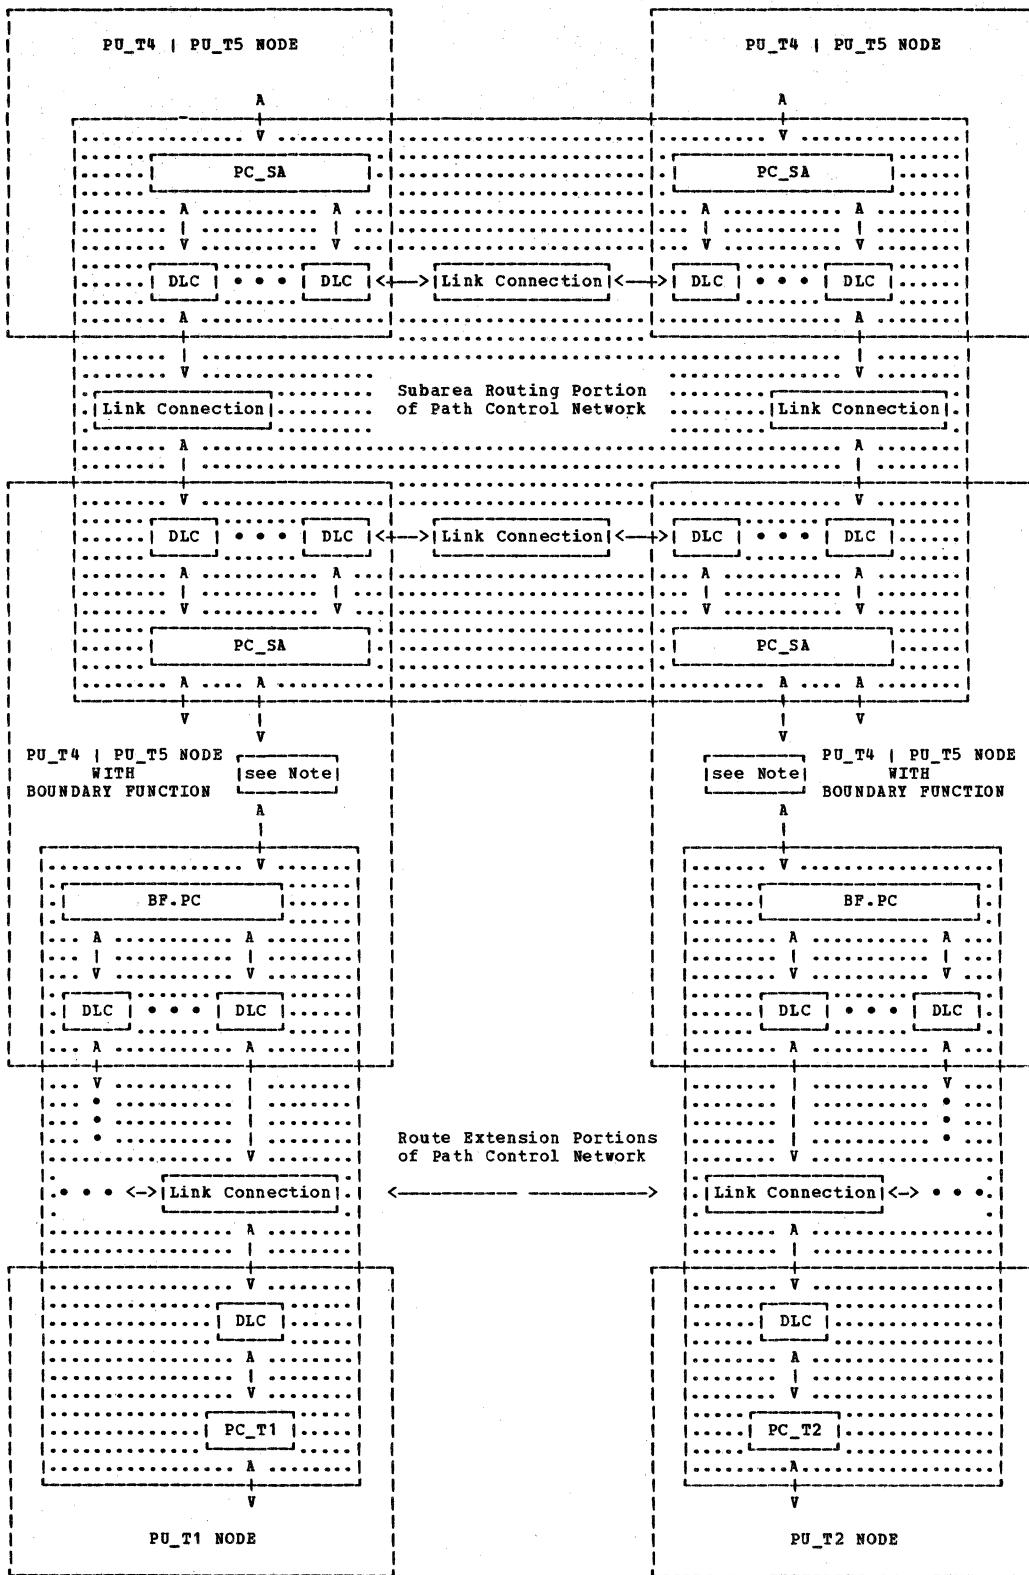 PU_T4 | PU_T5 NODE PU_T4 | PU_T5 NODE
PC_SA PC_SA
DLC • • • DLC <--> Link Connection <--> DLC • • • DLC
Subarea Routing Portion
of Path Control Network
Link Connection Link Connection
DLC • • • DLC <--> Link Connection <--> DLC • • • DLC
PC_SA PC_SA
PU_T4 | PU_T5 NODE
WITH
BOUNDARY FUNCTION
see Note
see Note
PU_T4 | PU_T5 NODE
WITH
BOUNDARY FUNCTION
BF.PC BF.PC
DLC • • • DLC DLC • • • DLC
Route Extension Portions
of Path Control Network
• • • <-> Link Connection <---------- ----------> Link Connection <-> • • •
DLC DLC
PC_T1 PC_T2
PU_T1 NODE PU_T2 NODE